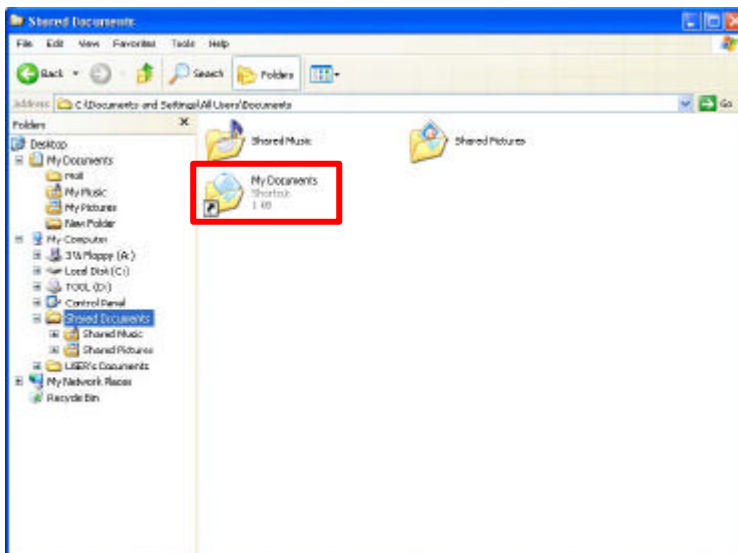 Shared Documents
File Edit View Favorites Tools Help
Back Search Folders
Address C:\Documents and Settings\All Users\Documents Go
Folders
Desktop
My Documents
mail
My Music
My Pictures
New Folder
My Computer
3½ Floppy (A:)
Local Disk (C:)
TOOL (D:)
Control Panel
Shared Documents
Shared Music
Shared Pictures
USER's Documents
My Network Places
Recycle Bin
Shared Music
Shared Pictures
My Documents
Shortcut
1 KB